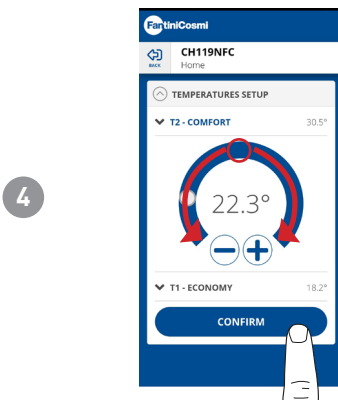 FantiniCosmi
BACK
CH119NFC
Home
TEMPERATURES SETUP
T2 - COMFORT 30.5°
4
22.3°
T1 - ECONOMY 18.2°
CONFIRM